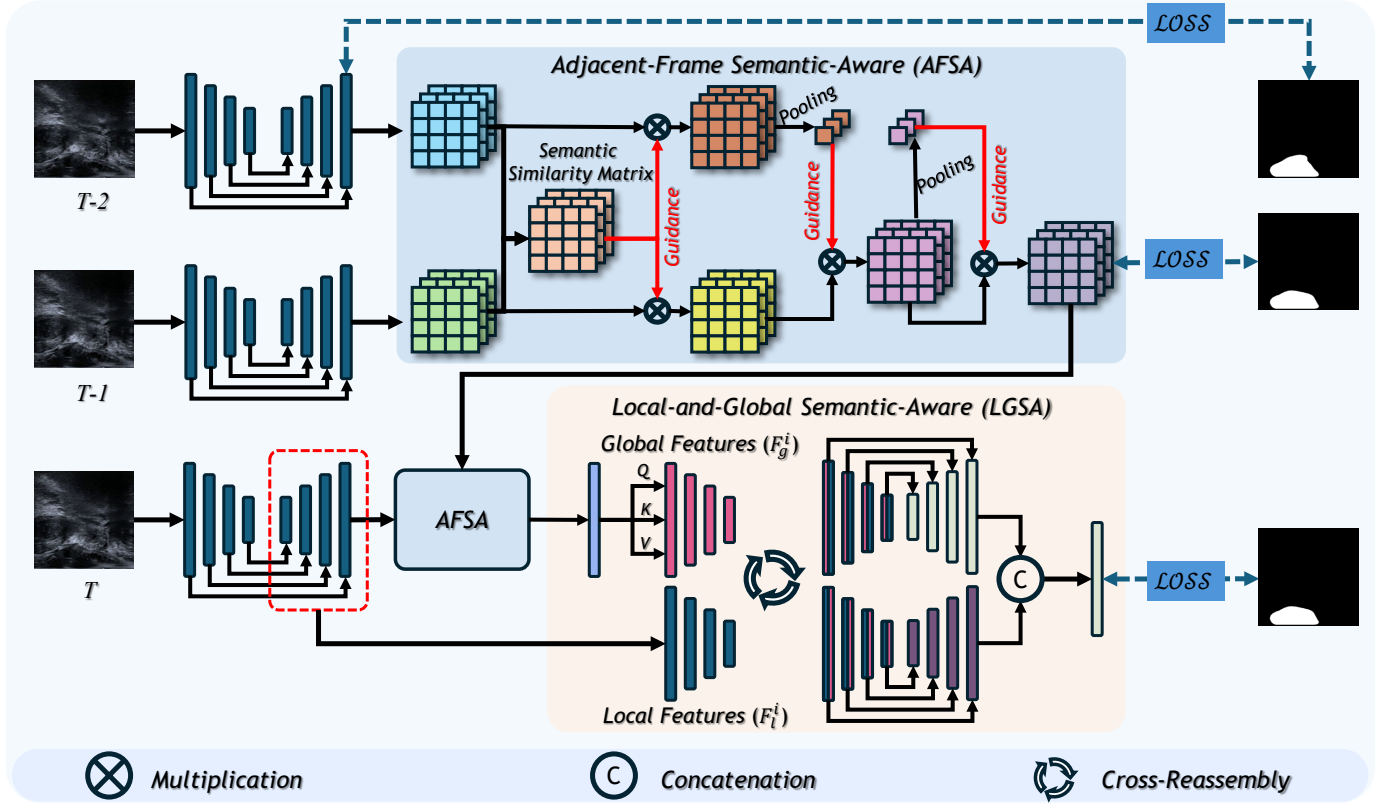 LOSS
Adjacent-Frame Semantic-Aware (AFSA)
Pooling
Semantic
Similarity Matrix
Guidance
Guidance
Pooling
Guidance
T-2
LOSS
T-1
Local-and-Global Semantic-Aware (LGSA)
Global Features (F_g^i)
Q
K
V
AFSA
T
C
LOSS
Local Features (F_l^i)
Multiplication
C
Concatenation
Cross-Reassembly